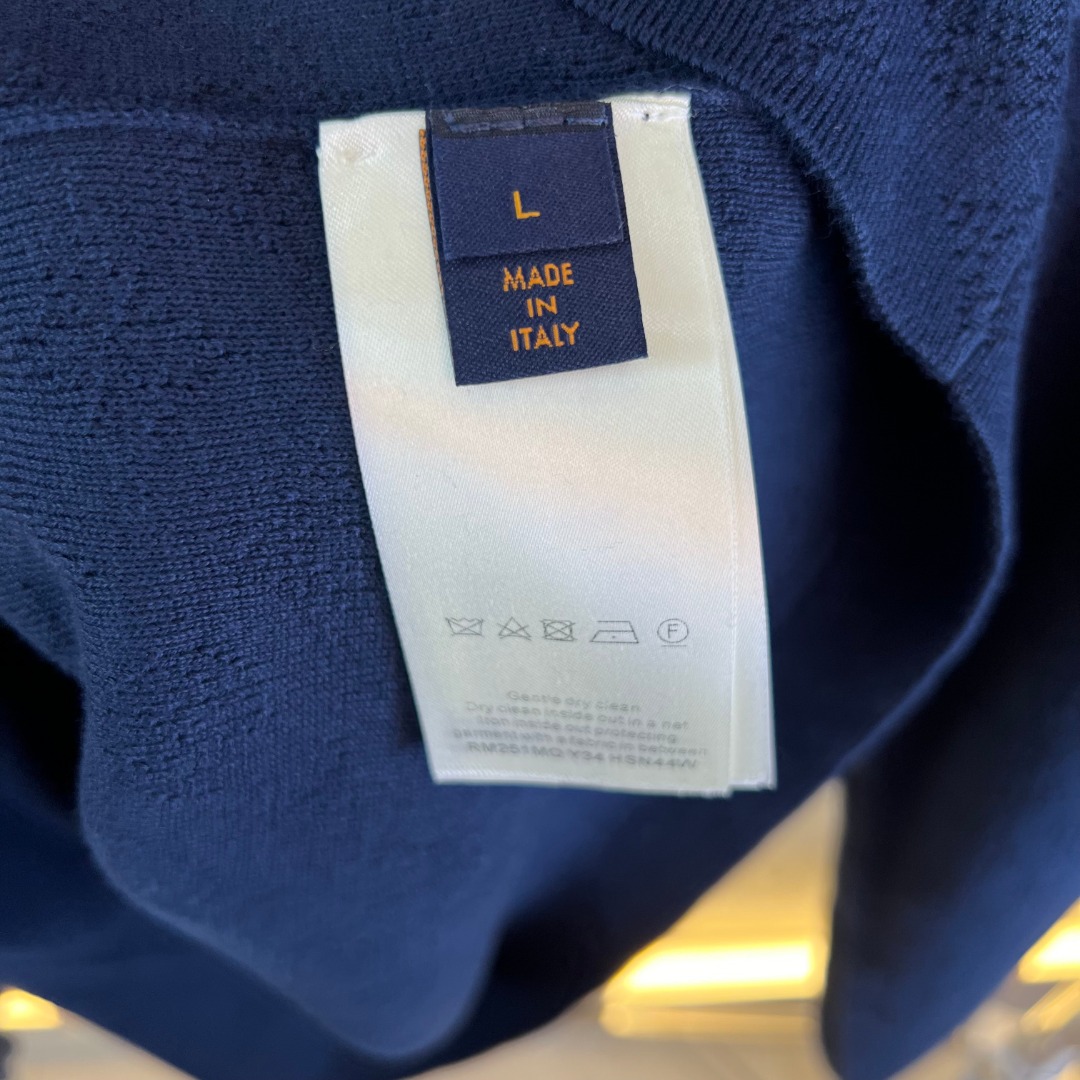 L
MADE
IN
ITALY
F
Gentle dry clean
Dry clean inside out in a net
Iron inside out protecting
garment with a fabric in between
RM251MQ Y34 HSN44W